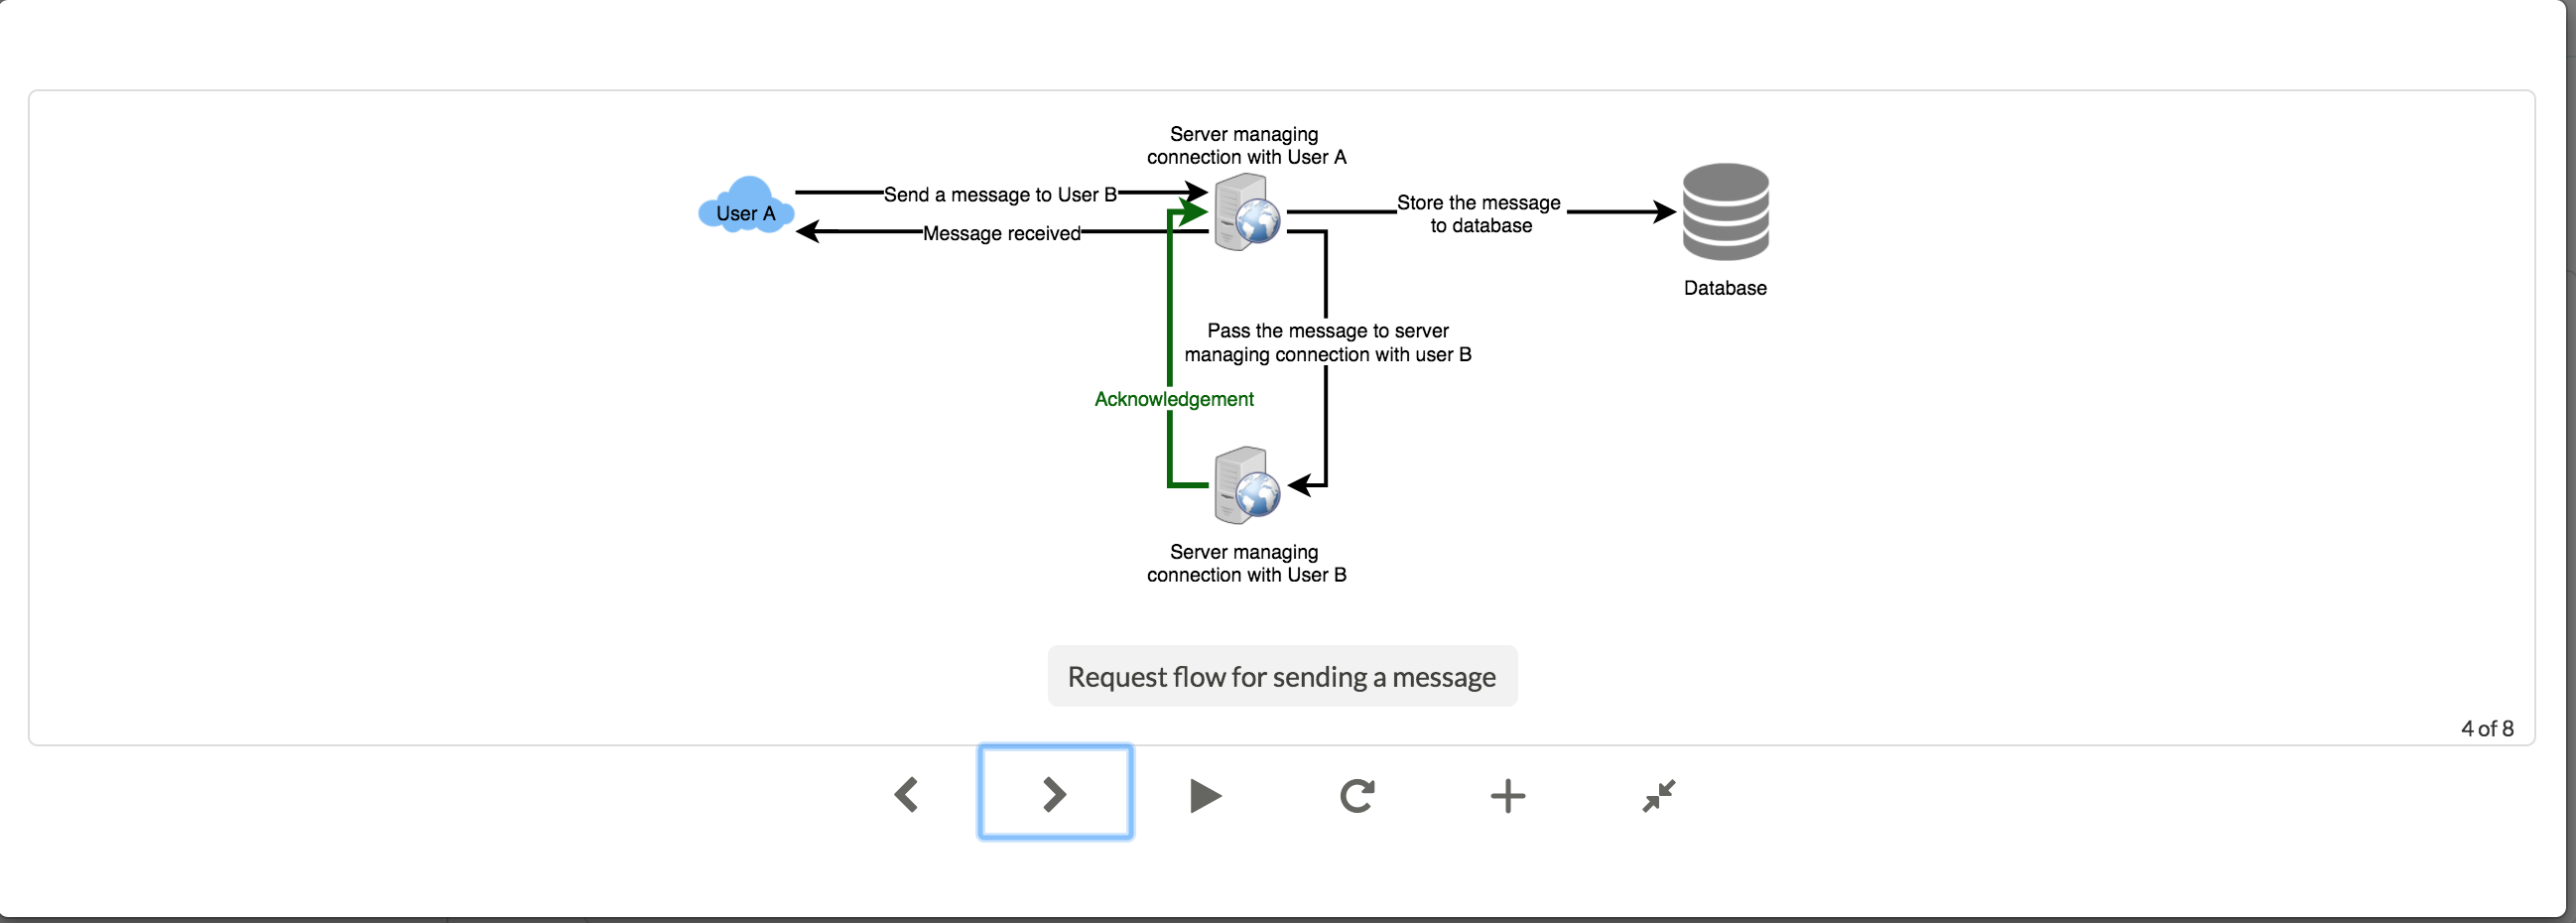 Server managing
connection with User A
User A
Send a message to User B
Message received
Store the message
to database
Database
Pass the message to server
managing connection with user B
Acknowledgement
Server managing
connection with User B
Request flow for sending a message
4 of 8